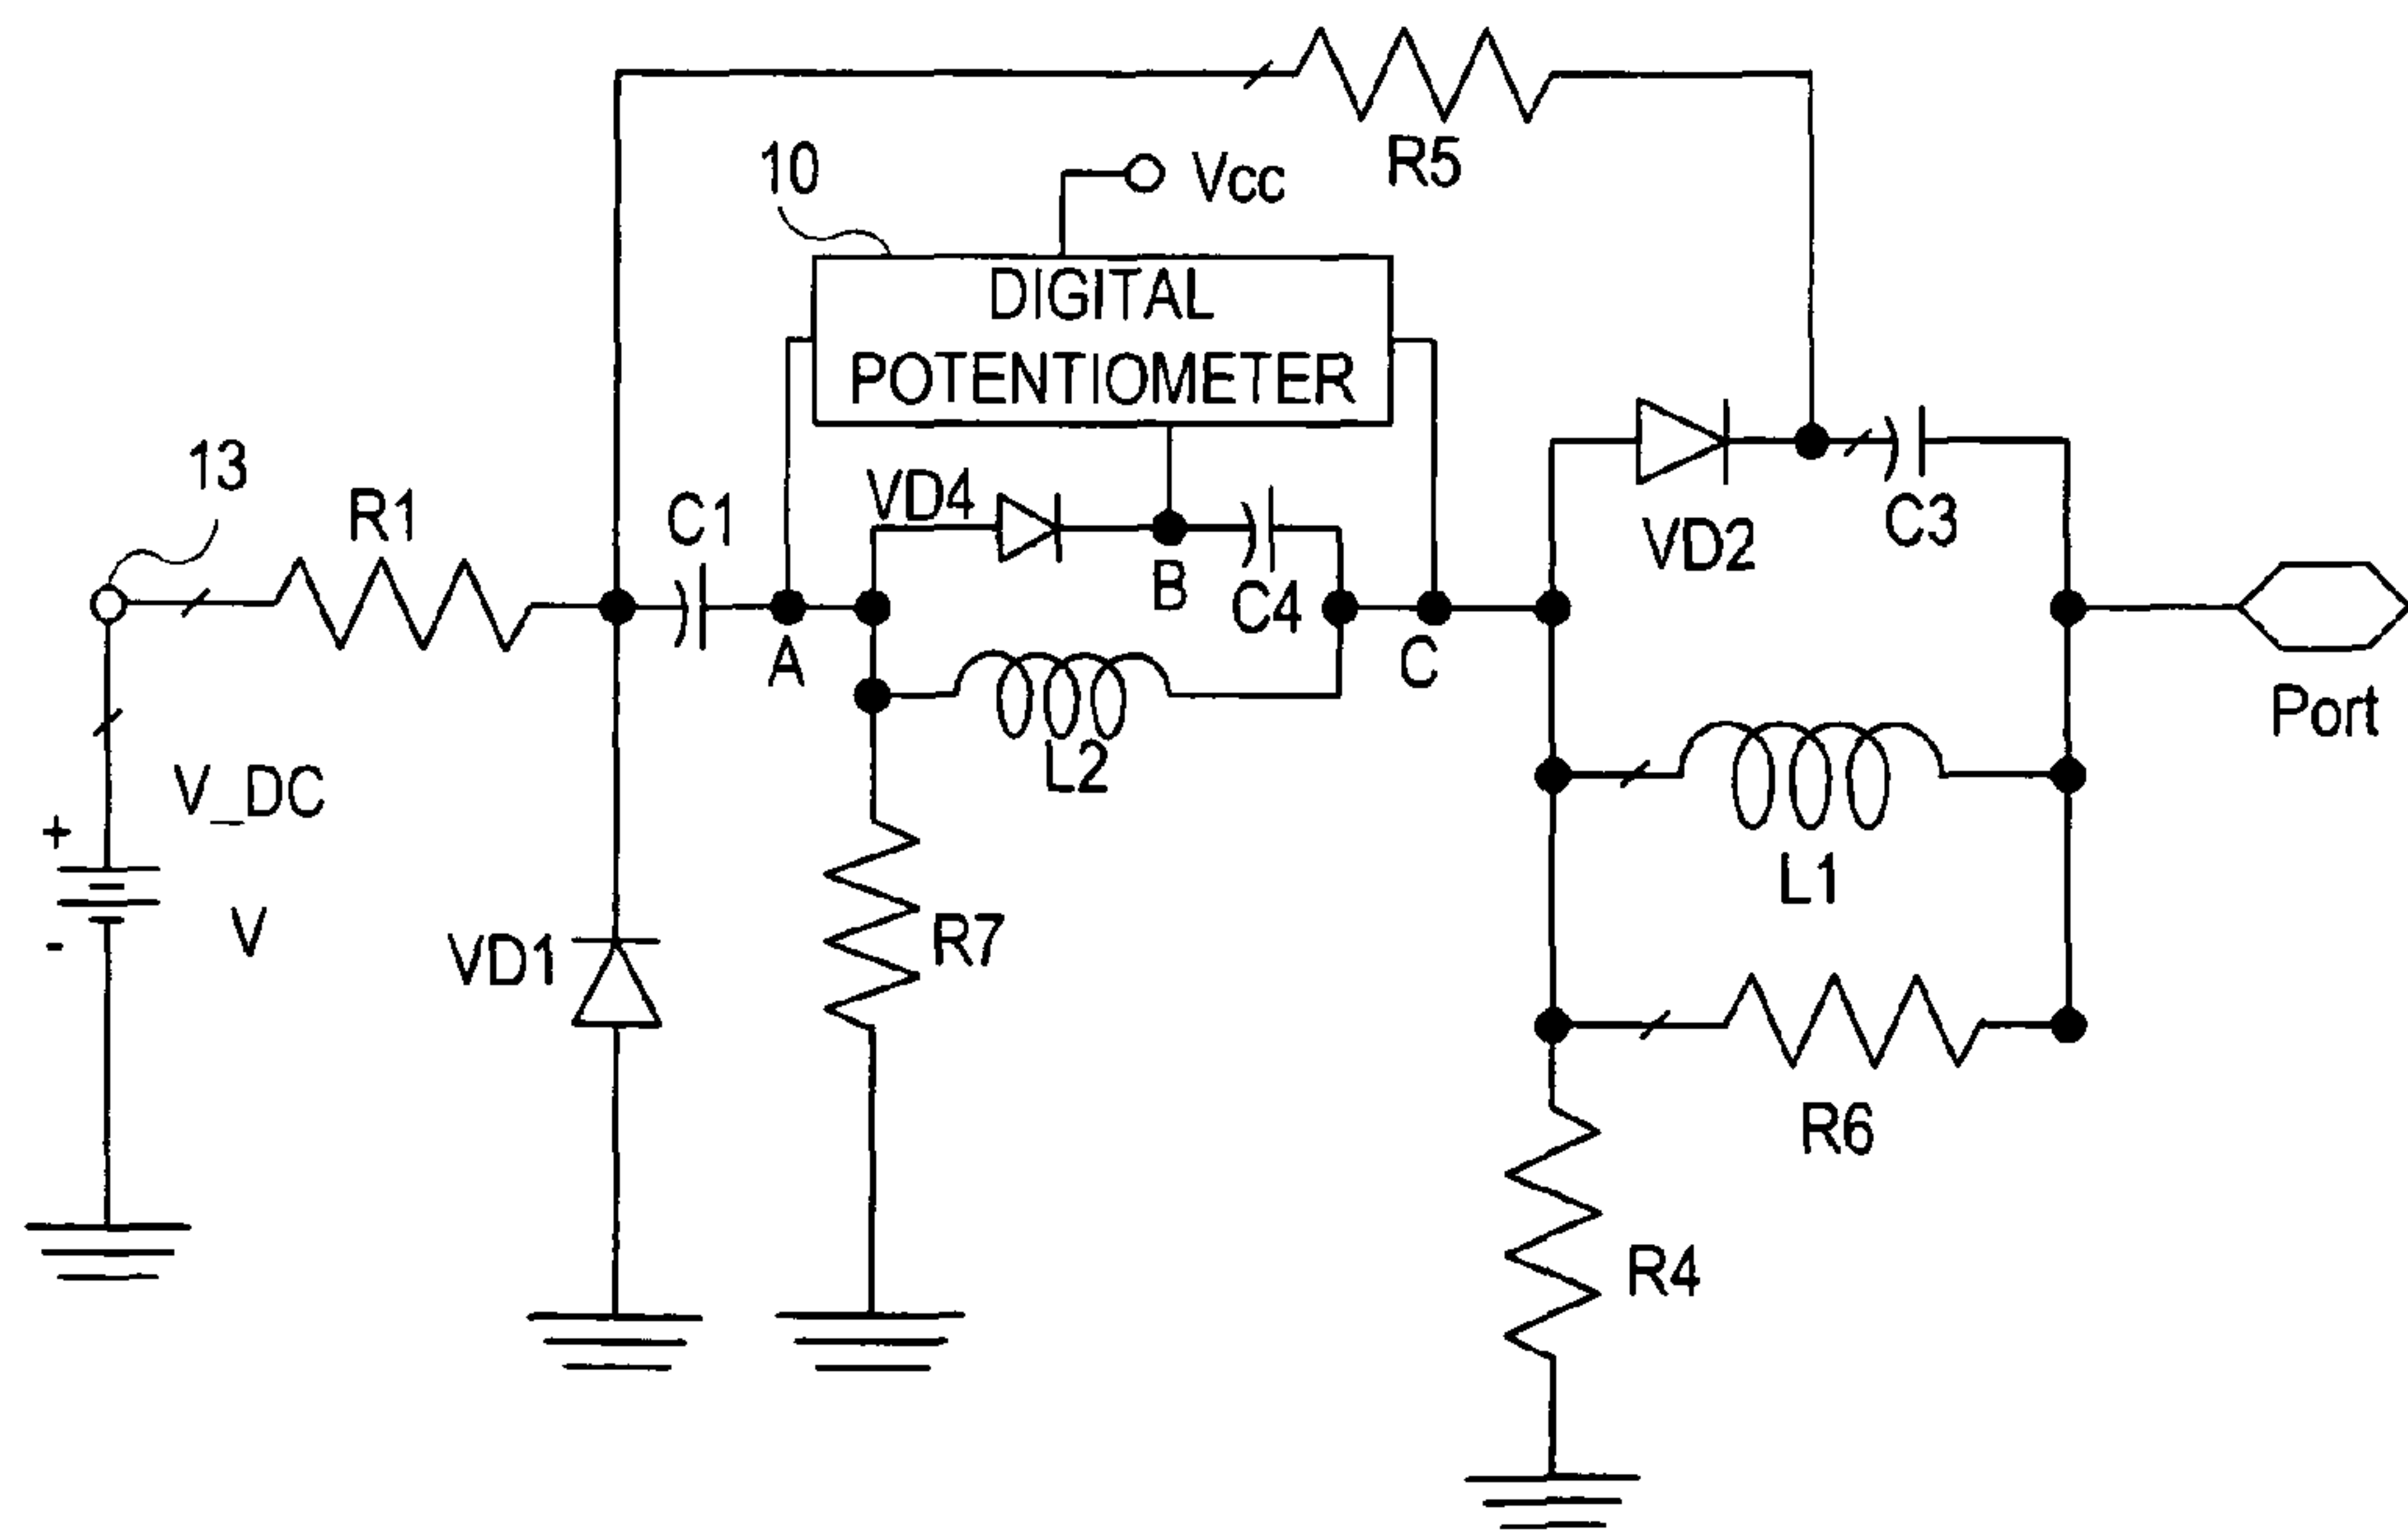 R5
10
Vcc
DIGITAL
POTENTIOMETER
13
R1
C1
VD4
B
C4
A
C
VD2
C3
Port
L2
L1
V_DC
+
-
V
VD1
R7
R6
R4